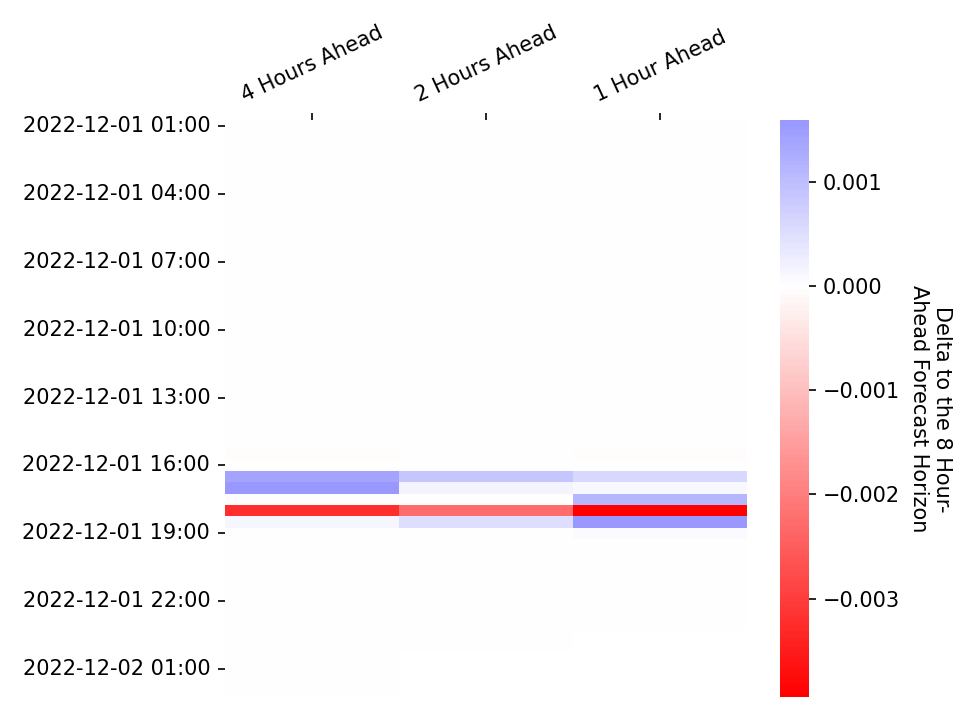 4 Hours Ahead
2 Hours Ahead
1 Hour Ahead
2022-12-01 01:00
2022-12-01 04:00
2022-12-01 07:00
2022-12-01 10:00
2022-12-01 13:00
2022-12-01 16:00
2022-12-01 19:00
2022-12-01 22:00
2022-12-02 01:00
0.001
0.000
−0.001
−0.002
−0.003
Delta to the 8 Hour-
Ahead Forecast Horizon